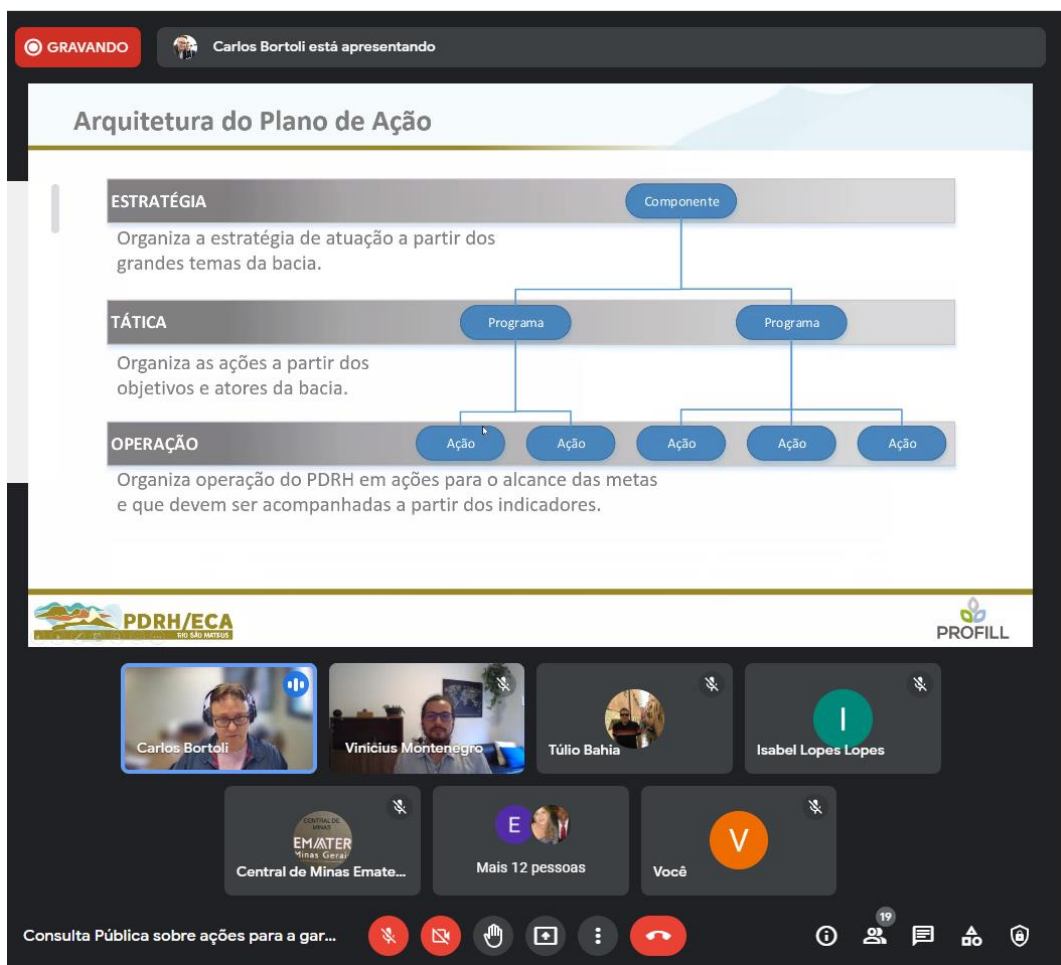 GRAVANDO
Carlos Bortoli está apresentando
Arquitetura do Plano de Ação
ESTRATÉGIA
Componente
Organiza a estratégia de atuação a partir dos
grandes temas da bacia.
TÁTICA
Programa
Programa
Organiza as ações a partir dos
objetivos e atores da bacia.
OPERAÇÃO
Ação
Ação
Ação
Ação
Ação
Organiza operação do PDRH em ações para o alcance das metas
e que devem ser acompanhadas a partir dos indicadores.
PDRH/ECA
RIO SÃO MATEUS
PROFILL
Carlos Bortoli
Vinicius Montenegro
Túlio Bahia
I
Isabel Lopes Lopes
CENTRAL DE
MINAS
EMATER
Minas Gerais
Central de Minas Emate...
E
Mais 12 pessoas
V
Você
Consulta Pública sobre ações para a gar...
19